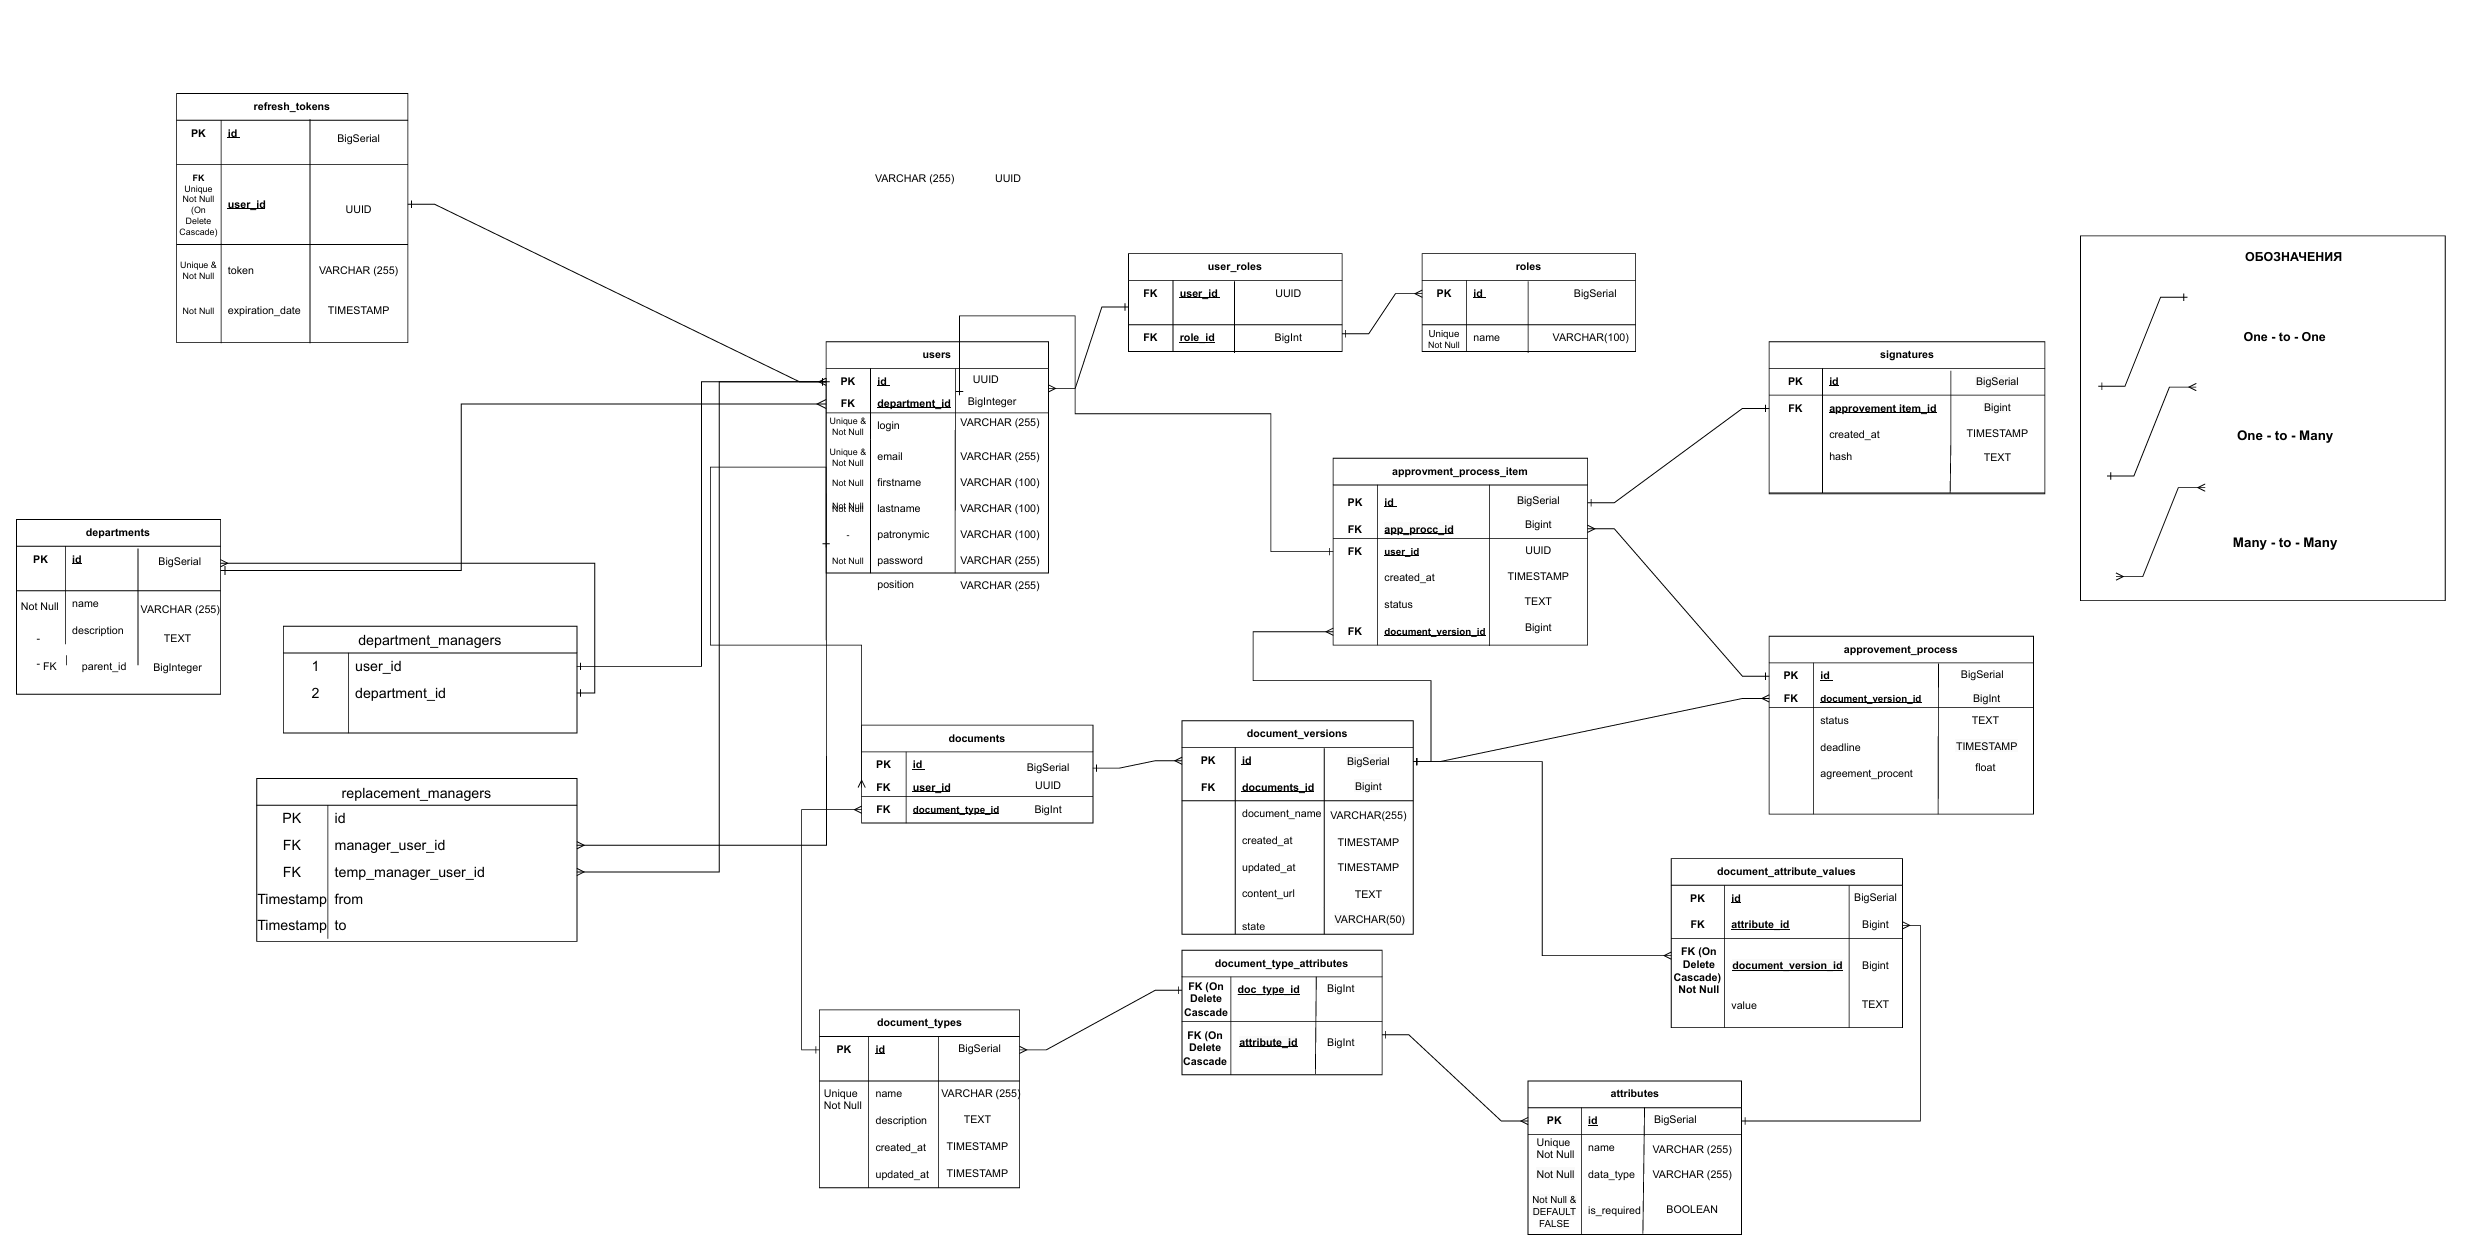 refresh_tokens
PK id BigSerial
FK
Unique
Not Null
(On
Delete
Cascade)
user_id UUID
Unique &
Not Null
token VARCHAR (255)
Not Null expiration_date TIMESTAMP
VARCHAR (255) UUID
user_roles
FK user_id UUID
FK role_id BigInt
roles
PK id BigSerial
Unique
Not Null
name VARCHAR(100)
ОБОЗНАЧЕНИЯ
One - to - One
One - to - Many
Many - to - Many
users
PK id UUID
FK department_id BigInteger
Unique &
Not Null
login VARCHAR (255)
Unique &
Not Null
email VARCHAR (255)
Not Null firstname VARCHAR (100)
Not Null
Not Null
lastname VARCHAR (100)
- patronymic VARCHAR (100)
Not Null password VARCHAR (255)
position VARCHAR (255)
signatures
PK id BigSerial
FK approvement item_id Bigint
created_at TIMESTAMP
hash TEXT
approvment_process_item
PK id BigSerial
FK app_procc_id Bigint
FK user_id UUID
created_at TIMESTAMP
status TEXT
FK document_version_id Bigint
departments
PK id BigSerial
Not Null name VARCHAR (255)
- description TEXT
- FK parent_id BigInteger
department_managers
1 user_id
2 department_id
approvement_process
PK id BigSerial
FK document_version_id BigInt
status TEXT
deadline TIMESTAMP
agreement_procent float
documents
PK id BigSerial
FK user_id UUID
FK document_type_id BigInt
document_versions
PK id BigSerial
FK documents_id Bigint
document_name VARCHAR(255)
created_at TIMESTAMP
updated_at TIMESTAMP
content_url TEXT
state VARCHAR(50)
replacement_managers
PK id
FK manager_user_id
FK temp_manager_user_id
Timestamp from
Timestamp to
document_attribute_values
PK id BigSerial
FK attribute_id Bigint
FK (On
Delete
Cascade)
Not Null
document_version_id Bigint
value TEXT
document_type_attributes
FK (On
Delete
Cascade
doc_type_id BigInt
FK (On
Delete
Cascade
attribute_id BigInt
document_types
PK id BigSerial
Unique
Not Null
name VARCHAR (255)
description TEXT
created_at TIMESTAMP
updated_at TIMESTAMP
attributes
PK id BigSerial
Unique
Not Null
name VARCHAR (255)
Not Null data_type VARCHAR (255)
Not Null &
DEFAULT
FALSE
is_required BOOLEAN